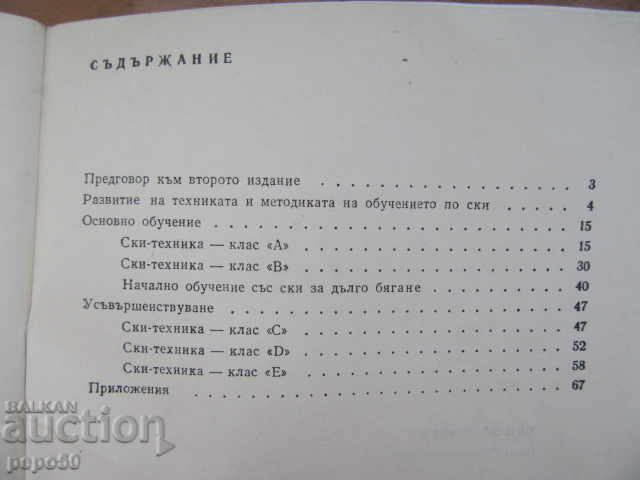 СЪДЪРЖАНИЕ
Предговор към второто издание . . . . . . . . . . . . . . 3
Развитие на техниката и методиката на обучението по ски . . . . . 4
Основно обучение . . . . . . . . . . . . . . . . . . . . 15
Ски-техника — клас «А» . . . . . . . . . . . . . . . 15
Ски-техника — клас «В» . . . . . . . . . . . . . . . 30
Начално обучение със ски за дълго бягане . . . . . . . . 40
Усъвършенствуване . . . . . . . . . . . . . . . . . . . 47
Ски-техника — клас «C» . . . . . . . . . . . . . . . 47
Ски-техника — клас «D» . . . . . . . . . . . . . . . 52
Ски-техника — клас «Е» . . . . . . . . . . . . . . . 58
Приложения . . . . . . . . . . . . . . . . . . . . . . 67
BALKAN
auction
popo50